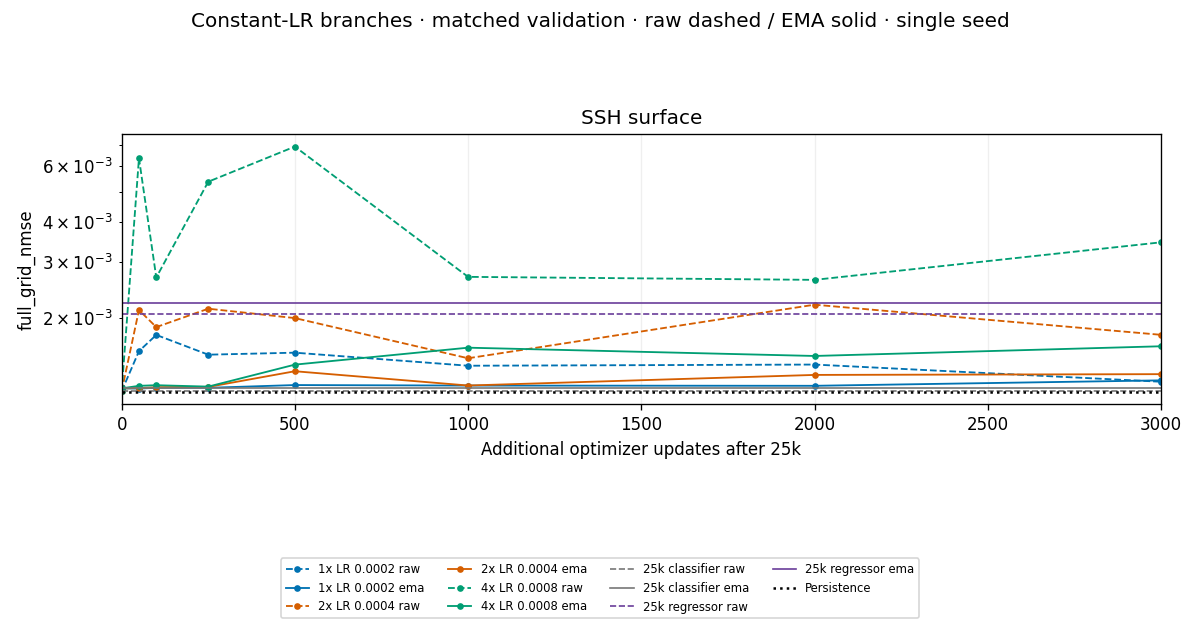 Constant-LR branches · matched validation · raw dashed / EMA solid · single seed
SSH surface
6 × 10⁻³
4 × 10⁻³
3 × 10⁻³
2 × 10⁻³
full_grid_nmse
0 500 1000 1500 2000 2500 3000
Additional optimizer updates after 25k
1x LR 0.0002 raw
1x LR 0.0002 ema
2x LR 0.0004 raw
2x LR 0.0004 ema
4x LR 0.0008 raw
4x LR 0.0008 ema
25k classifier raw
25k classifier ema
25k regressor raw
25k regressor ema
Persistence